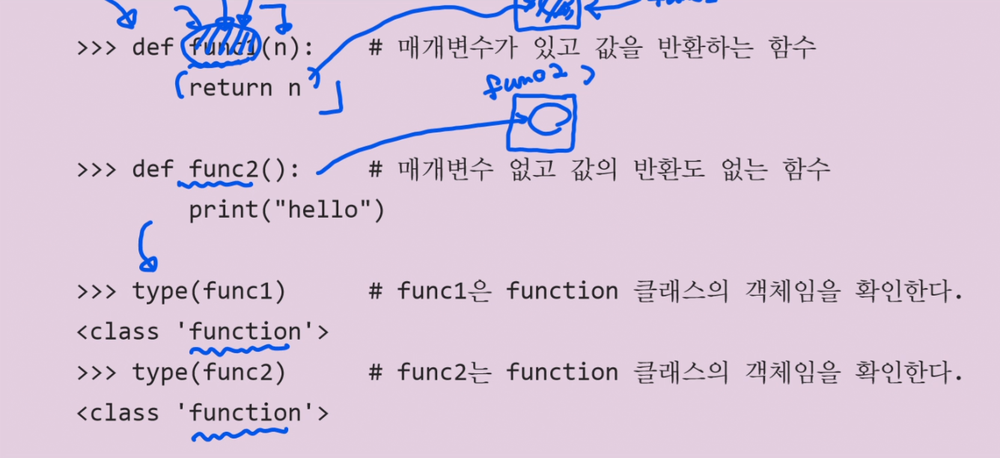 >>> def func1(n):    # 매개변수가 있고 값을 반환하는 함수
        return n
func2
>>> def func2():     # 매개변수 없고 값의 반환도 없는 함수
        print("hello")
>>> type(func1)      # func1은 function 클래스의 객체임을 확인한다.
<class 'function'>
>>> type(func2)      # func2는 function 클래스의 객체임을 확인한다.
<class 'function'>